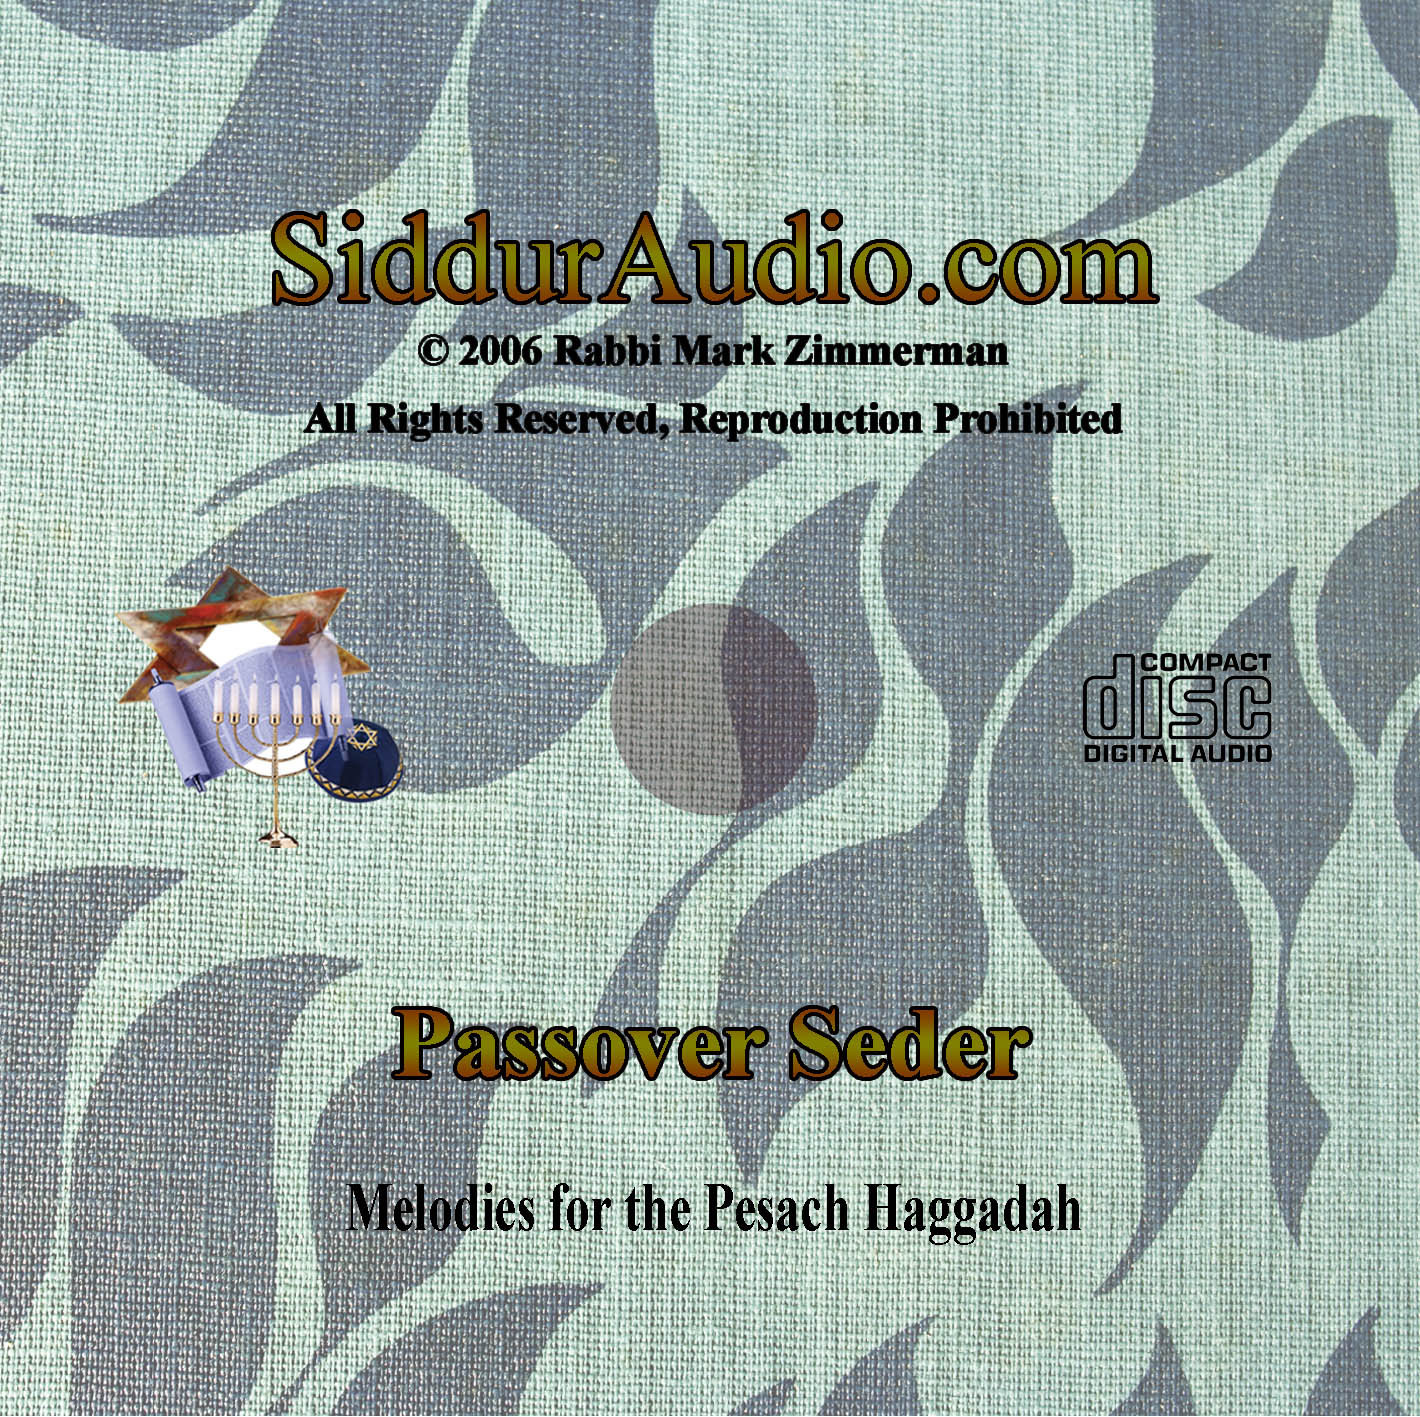 SiddurAudio.com
© 2006 Rabbi Mark Zimmerman
All Rights Reserved, Reproduction Prohibited
COMPACT
disc
DIGITAL AUDIO
Passover Seder
Melodies for the Pesach Haggadah